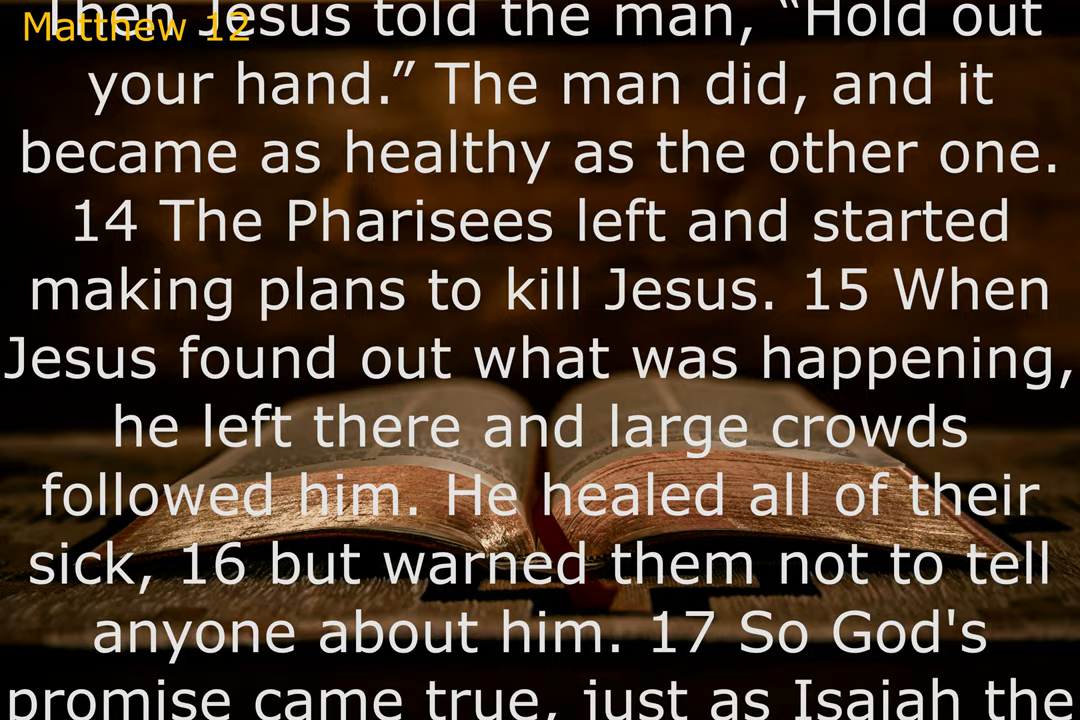 Matthew 12
Then Jesus told the man, “Hold out
your hand.” The man did, and it
became as healthy as the other one.
14 The Pharisees left and started
making plans to kill Jesus. 15 When
Jesus found out what was happening,
he left there and large crowds
followed him. He healed all of their
sick, 16 but warned them not to tell
anyone about him. 17 So God's
promise came true, just as Isaiah the